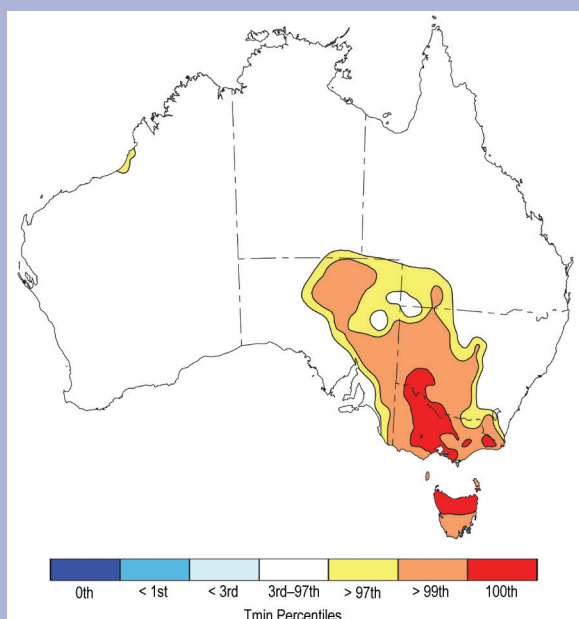 0th < 1st < 3rd 3rd–97th > 97th > 99th 100th
Tmin Percentiles